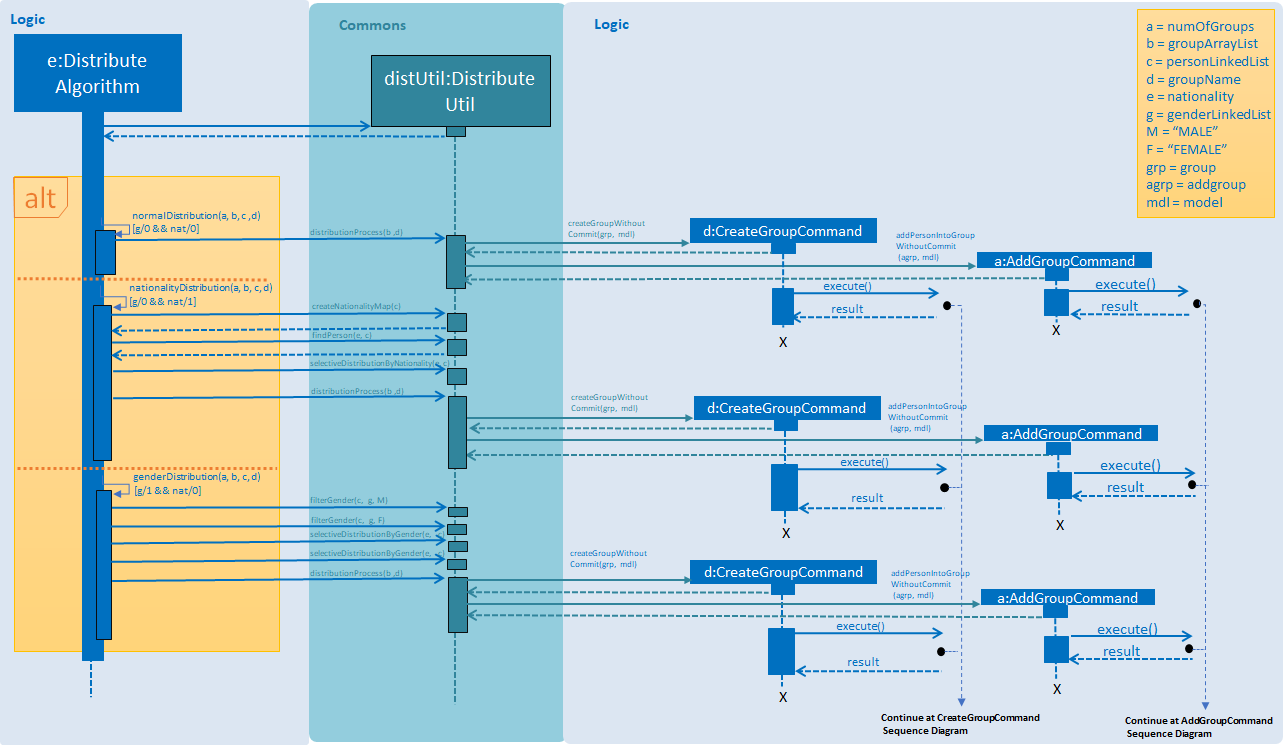 Logic
Commons
Logic
a = numOfGroups
b = groupArrayList
c = personLinkedList
d = groupName
e = nationality
g = genderLinkedList
M = “MALE”
F = “FEMALE”
grp = group
agrp = addgroup
mdl = model
e:Distribute
Algorithm
distUtil:Distribute
Util
alt
normalDistribution(a, b, c ,d)
[g/0 && nat/0]
distributionProcess(b ,d)
createGroupWithout
Commit(grp, mdl)
d:CreateGroupCommand
addPersonIntoGroup
WithoutCommit
(agrp, mdl)
a:AddGroupCommand
execute()
result
X
execute()
result
X
nationalityDistribution(a, b, c, d)
[g/0 && nat/1]
createNationalityMap(c)
findPerson(e, c)
selectiveDistributionByNationality(e, c)
distributionProcess(b ,d)
createGroupWithout
Commit(grp, mdl)
d:CreateGroupCommand
addPersonIntoGroup
WithoutCommit
(agrp, mdl)
a:AddGroupCommand
execute()
result
X
execute()
result
X
genderDistribution(a, b, c, d)
[g/1 && nat/0]
filterGender(c, g, M)
filterGender(c, g, F)
selectiveDistributionByGender(e, c)
selectiveDistributionByGender(e, c)
distributionProcess(b ,d)
createGroupWithout
Commit(grp, mdl)
d:CreateGroupCommand
addPersonIntoGroup
WithoutCommit
(agrp, mdl)
a:AddGroupCommand
execute()
result
X
execute()
result
X
Continue at CreateGroupCommand
Sequence Diagram
Continue at AddGroupCommand
Sequence Diagram